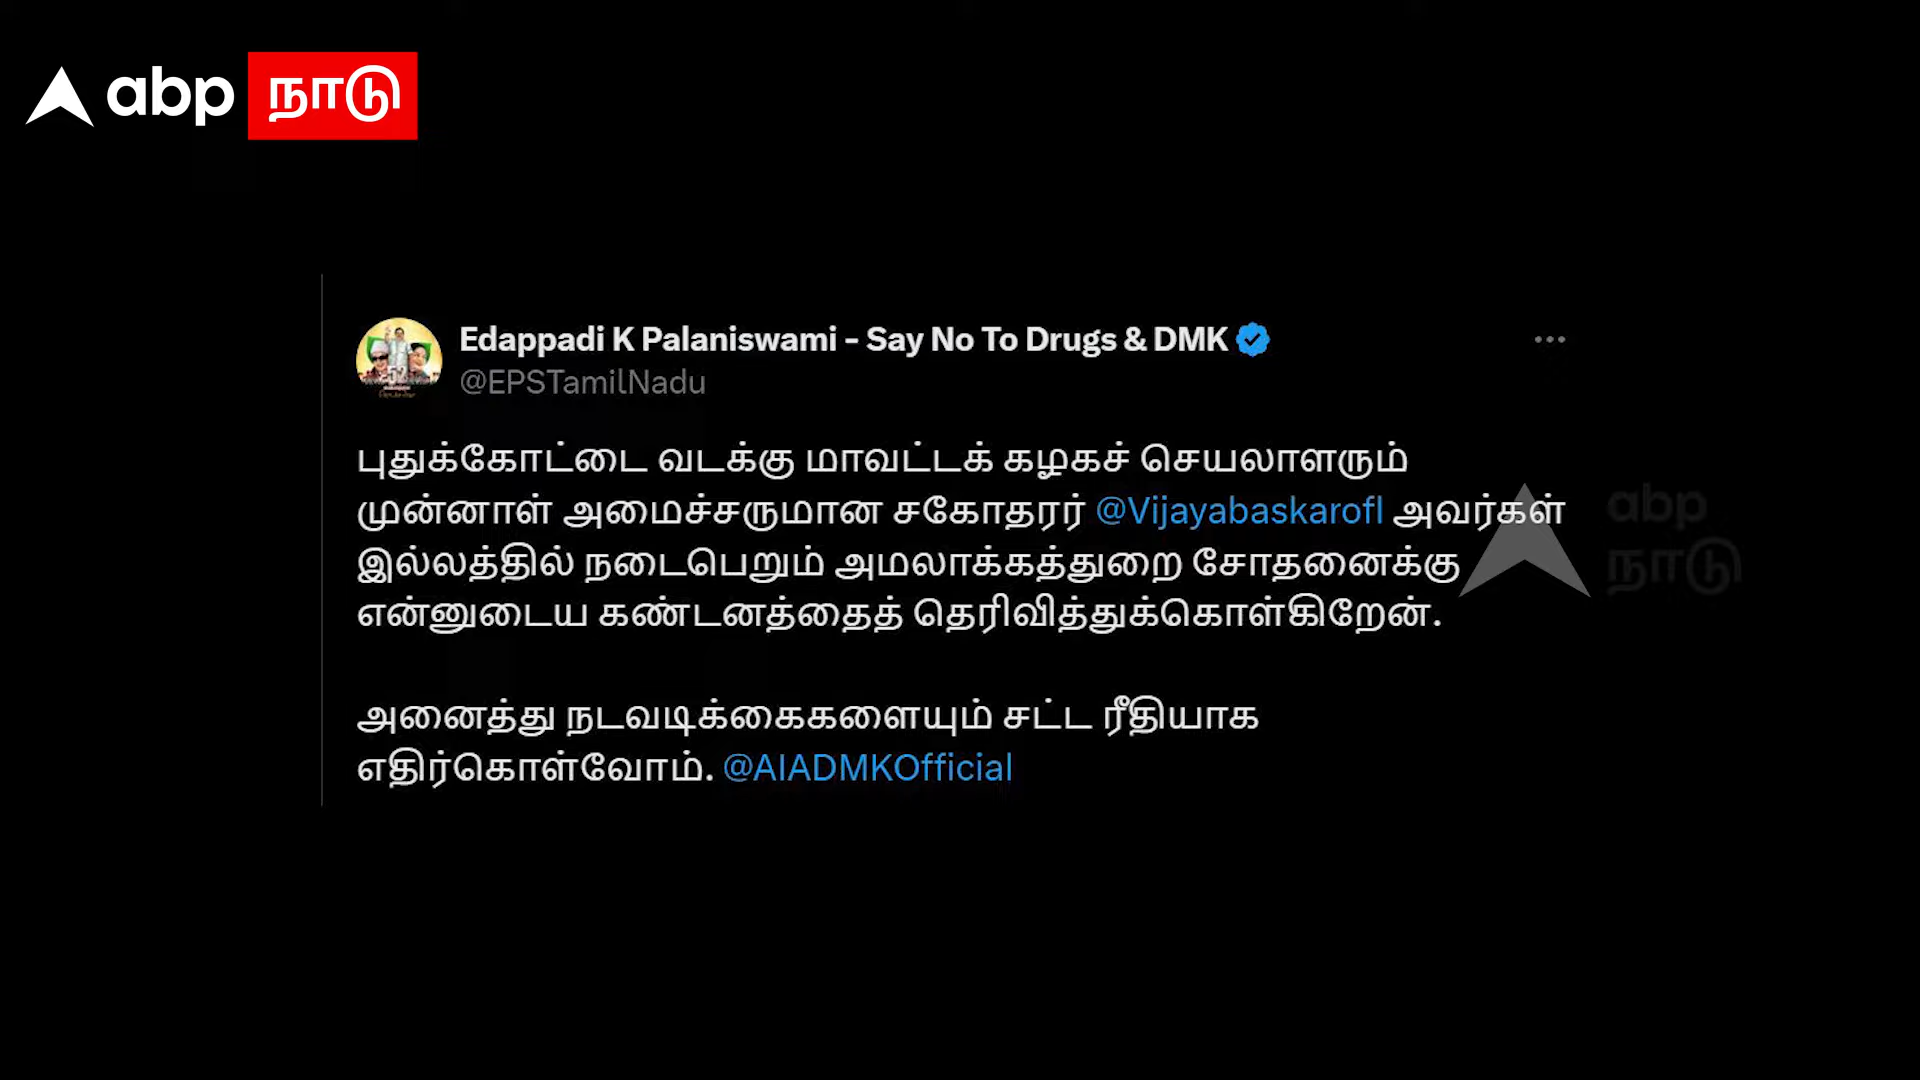 abp நாடு
Edappadi K Palaniswami - Say No To Drugs & DMK
@EPSTamilNadu
புதுக்கோட்டை வடக்கு மாவட்டக் கழகச் செயலாளரும்
முன்னாள் அமைச்சருமான சகோதரர் @Vijayabaskarofl அவர்கள்
இல்லத்தில் நடைபெறும் அமலாக்கத்துறை சோதனைக்கு
என்னுடைய கண்டனத்தைத் தெரிவித்துக்கொள்கிறேன்.
அனைத்து நடவடிக்கைகளையும் சட்ட ரீதியாக
எதிர்கொள்வோம். @AIADMKOfficial
abp
நாடு